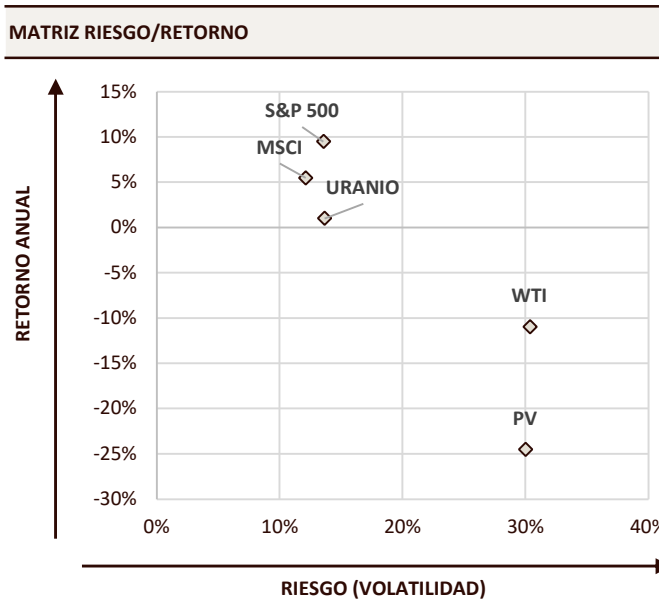 MATRIZ RIESGO/RETORNO
RETORNO ANUAL
15%
10%
5%
0%
-5%
-10%
-15%
-20%
-25%
-30%
S&P 500
MSCI
URANIO
WTI
PV
0%
10%
20%
30%
40%
RIESGO (VOLATILIDAD)